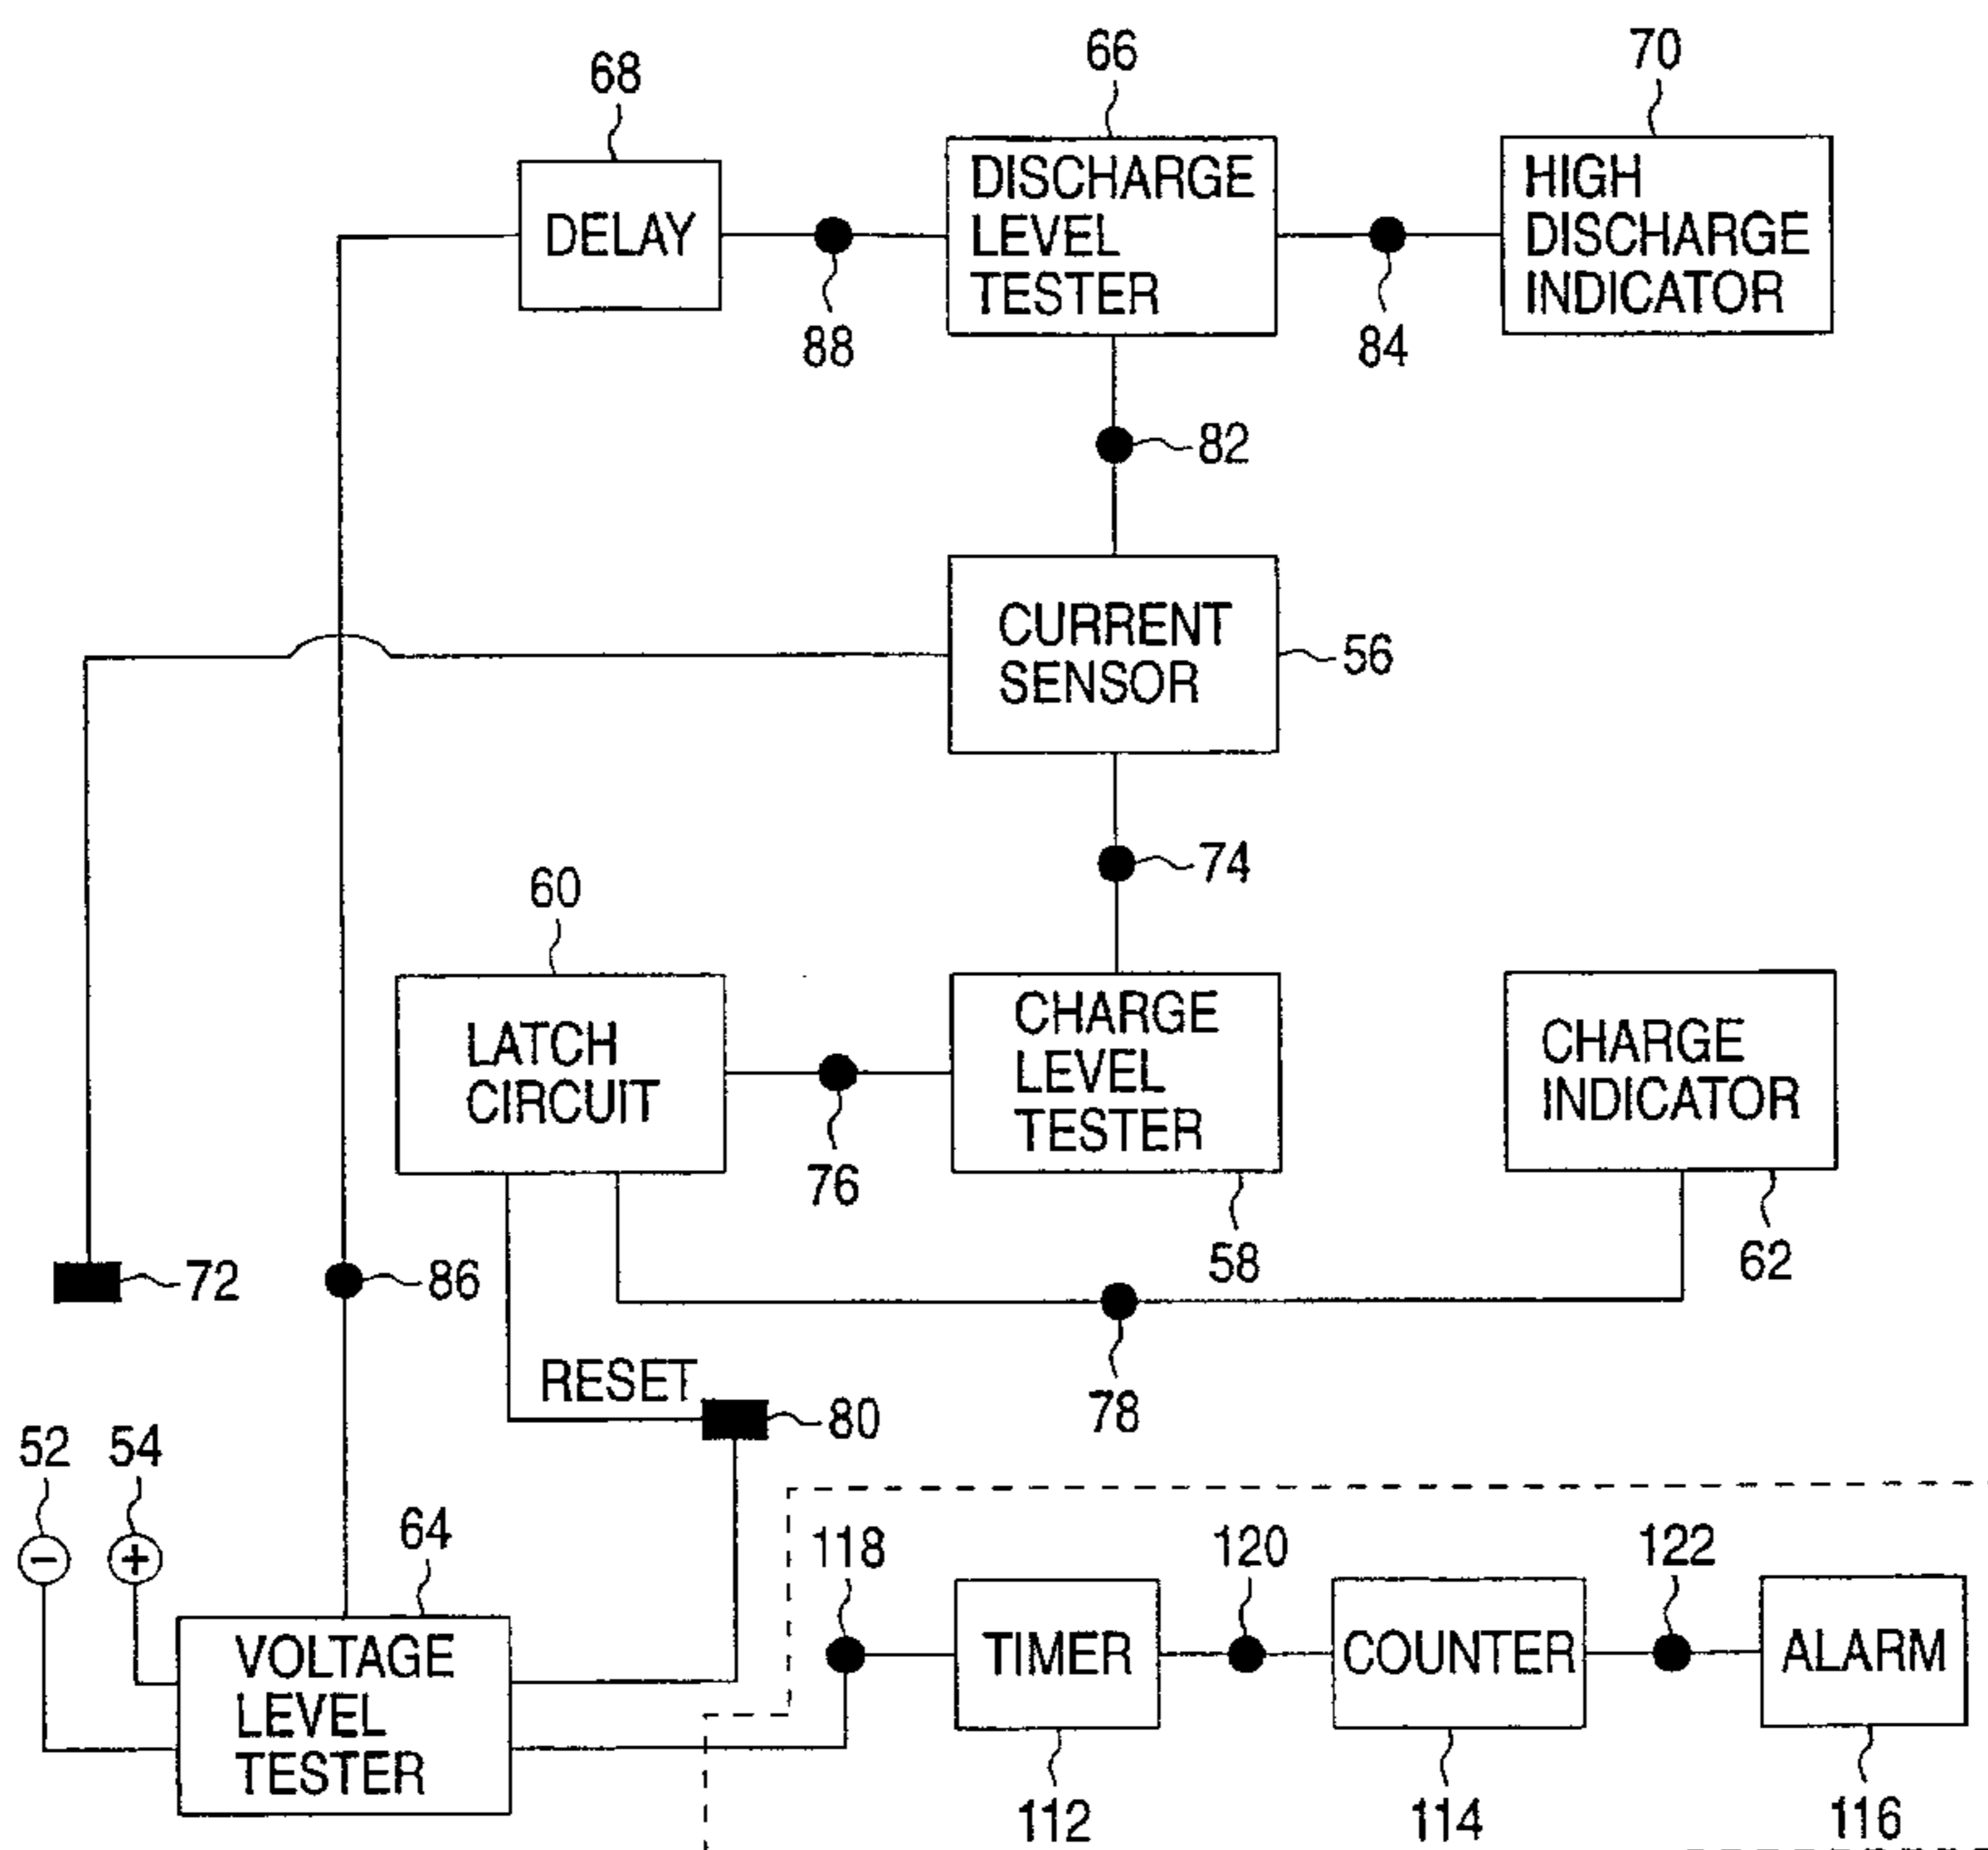 68
66
70
DELAY
DISCHARGE
LEVEL
TESTER
HIGH
DISCHARGE
INDICATOR
88
84
82
CURRENT
SENSOR
56
74
60
LATCH
CIRCUIT
CHARGE
LEVEL
TESTER
CHARGE
INDICATOR
76
58
62
72
86
78
RESET
80
52
54
−
+
64
VOLTAGE
LEVEL
TESTER
118
120
122
TIMER
COUNTER
ALARM
112
114
116